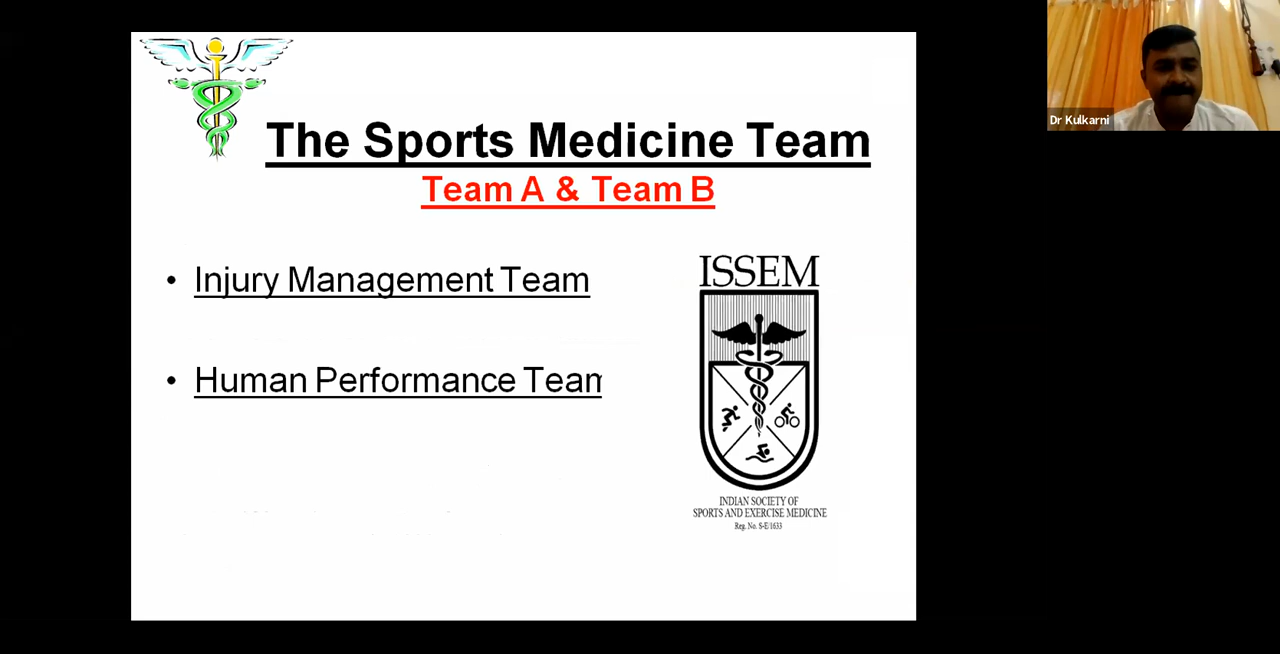 The Sports Medicine Team
Team A & Team B
• Injury Management Team
• Human Performance Team
ISSEM
INDIAN SOCIETY OF
SPORTS AND EXERCISE MEDICINE
Reg. No. S-E/1633
Dr Kulkarni